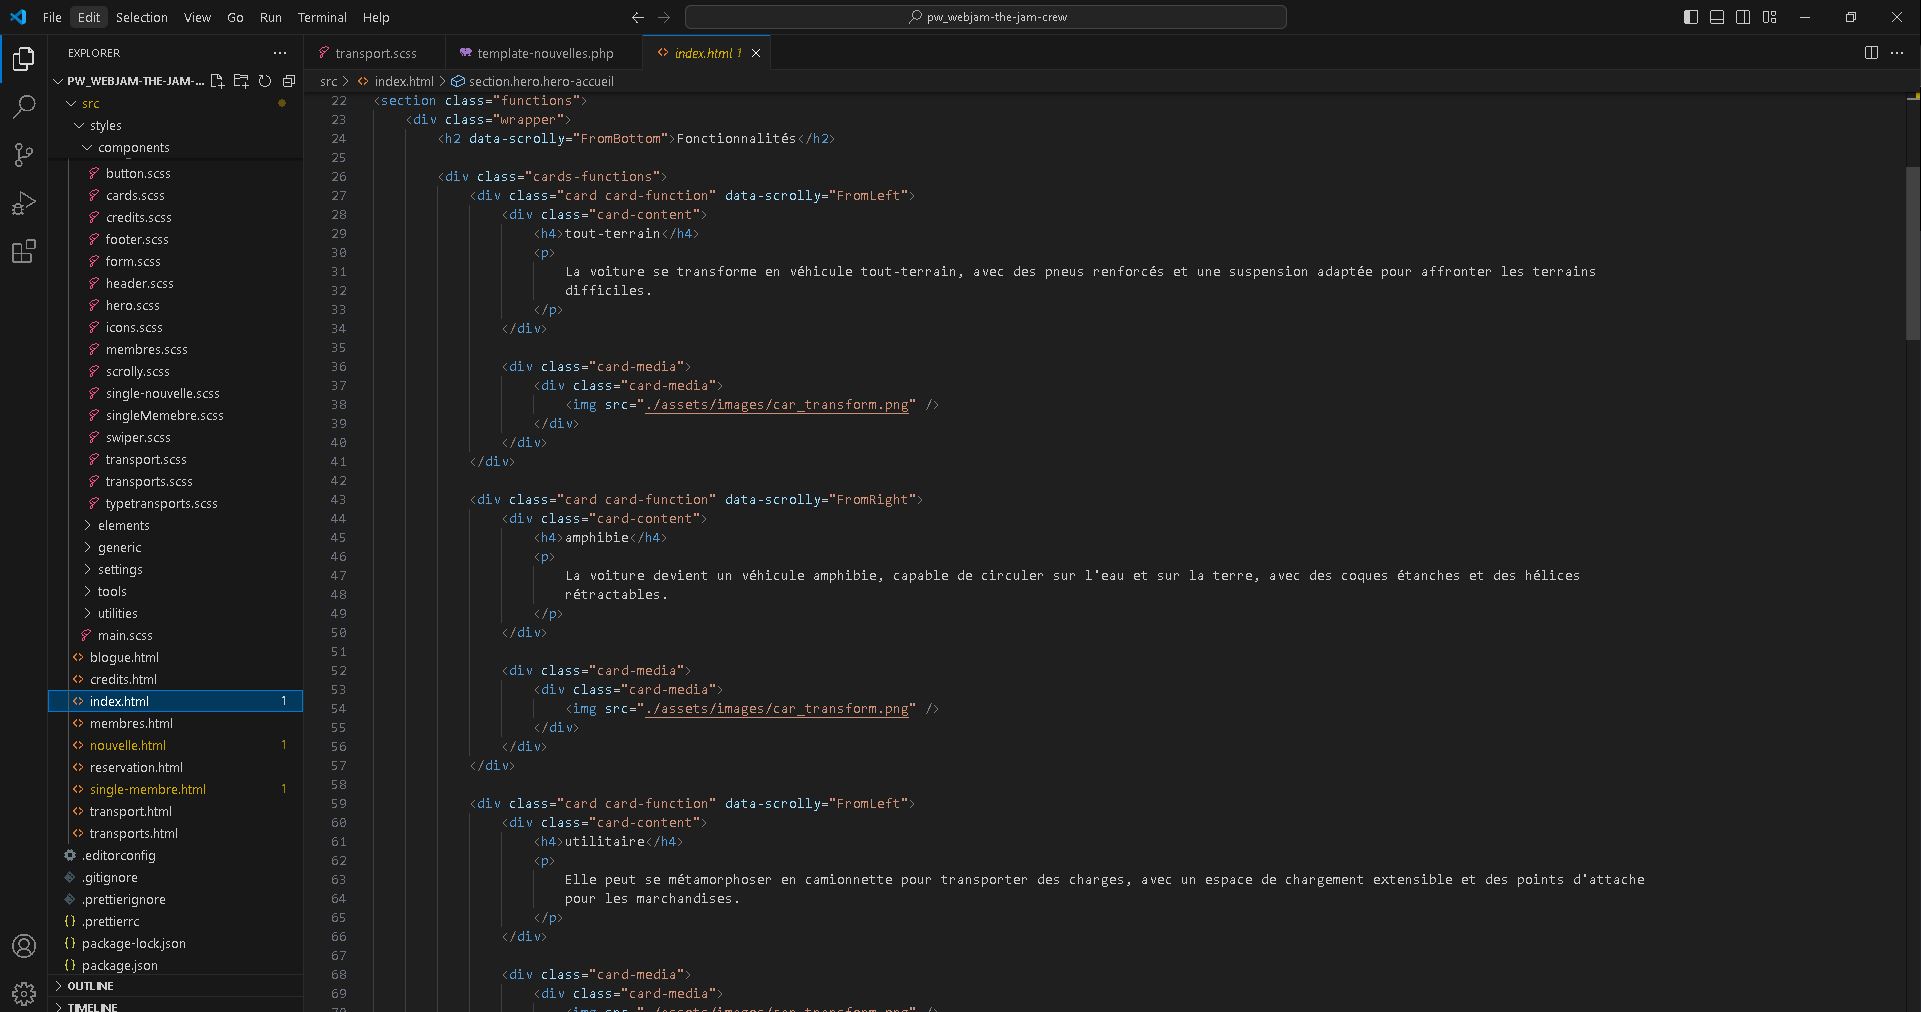 File Edit Selection View Go Run Terminal Help
pw_webjam-the-jam-crew
EXPLORER
PW_WEBJAM-THE-JAM-...
src
styles
components
button.scss
cards.scss
credits.scss
footer.scss
form.scss
header.scss
hero.scss
icons.scss
membres.scss
scrolly.scss
single-nouvelle.scss
singleMemebre.scss
swiper.scss
transport.scss
transports.scss
typetransports.scss
elements
generic
settings
tools
utilities
main.scss
blogue.html
credits.html
index.html 1
membres.html
nouvelle.html 1
reservation.html
single-membre.html 1
transport.html
transports.html
.editorconfig
.gitignore
.prettierignore
.prettierrc
package-lock.json
package.json
OUTLINE
TIMELINE
transport.scss template-nouvelles.php index.html 1
src > index.html > section.hero.hero-accueil
22 <section class="functions">
23 <div class="wrapper">
24 <h2 data-scrolly="FromBottom">Fonctionnalités</h2>
25
26 <div class="cards-functions">
27 <div class="card card-function" data-scrolly="FromLeft">
28 <div class="card-content">
29 <h4>tout-terrain</h4>
30 <p>
31 La voiture se transforme en véhicule tout-terrain, avec des pneus renforcés et une suspension adaptée pour affronter les terrains
32 difficiles.
33 </p>
34 </div>
35
36 <div class="card-media">
37 <div class="card-media">
38 <img src="./assets/images/car_transform.png" />
39 </div>
40 </div>
41 </div>
42
43 <div class="card card-function" data-scrolly="FromRight">
44 <div class="card-content">
45 <h4>amphibie</h4>
46 <p>
47 La voiture devient un véhicule amphibie, capable de circuler sur l'eau et sur la terre, avec des coques étanches et des hélices
48 rétractables.
49 </p>
50 </div>
51
52 <div class="card-media">
53 <div class="card-media">
54 <img src="./assets/images/car_transform.png" />
55 </div>
56 </div>
57 </div>
58
59 <div class="card card-function" data-scrolly="FromLeft">
60 <div class="card-content">
61 <h4>utilitaire</h4>
62 <p>
63 Elle peut se métamorphoser en camionnette pour transporter des charges, avec un espace de chargement extensible et des points d'attache
64 pour les marchandises.
65 </p>
66 </div>
67
68 <div class="card-media">
69 <div class="card-media">
70 <img src="./assets/images/car_transform.png" />